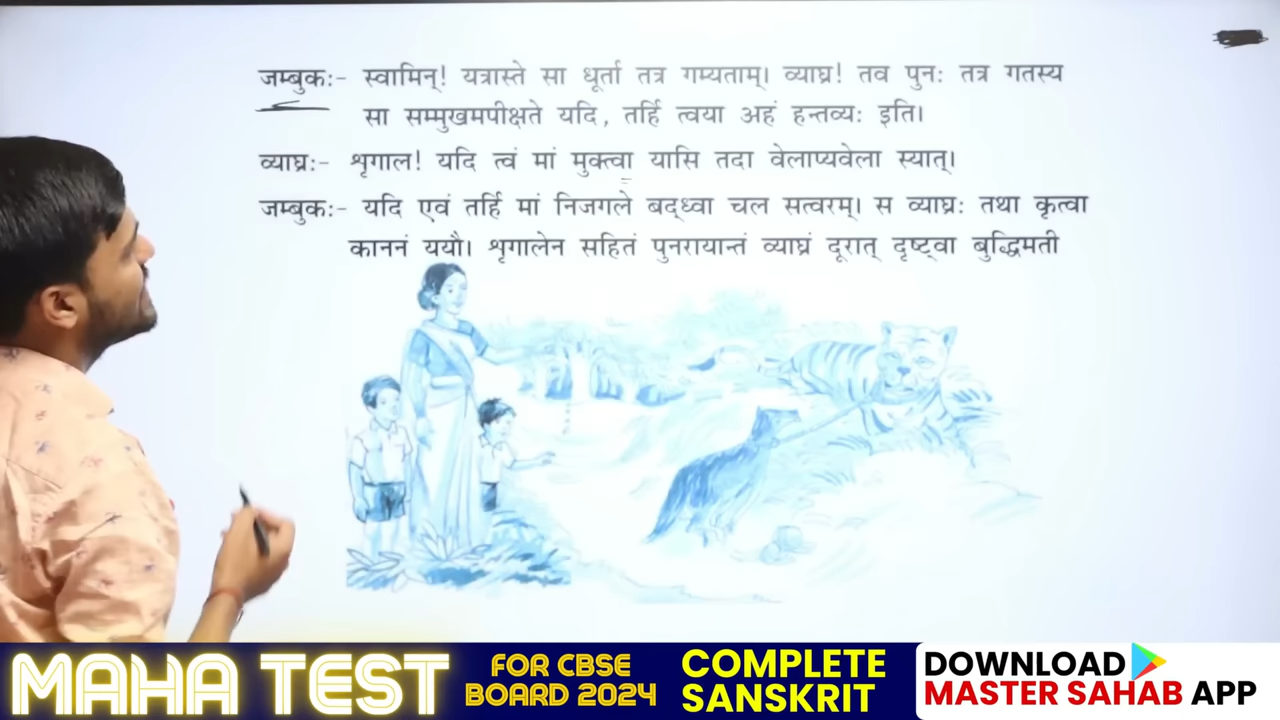 जम्बुकः- स्वामिन्! यत्रास्ते सा धूर्ता तत्र गम्यताम्। व्याघ्र! तव पुनः तत्र गतस्य
सा सम्मुखमपीक्षते यदि, तर्हि त्वया अहं हन्तव्यः इति।
व्याघ्रः- शृगाल! यदि त्वं मां मुक्त्वा यासि तदा वेलाप्यवेला स्यात्।
जम्बुकः- यदि एवं तर्हि मां निजगले बद्ध्वा चल सत्वरम्। स व्याघ्रः तथा कृत्वा
काननं ययौ। शृगालेन सहितं पुनरायान्तं व्याघ्रं दूरात् दृष्ट्वा बुद्धिमती
MAHA TEST
FOR CBSE
BOARD 2024
COMPLETE
SANSKRIT
DOWNLOAD
MASTER SAHAB APP